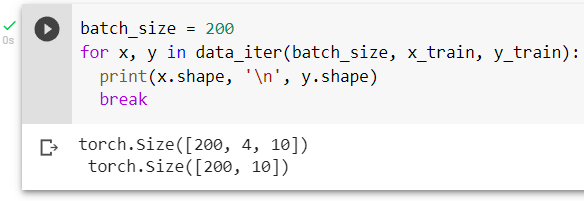 batch_size = 200
for x, y in data_iter(batch_size, x_train, y_train):
  print(x.shape, '\n', y.shape)
  break
0s
torch.Size([200, 4, 10])
 torch.Size([200, 10])